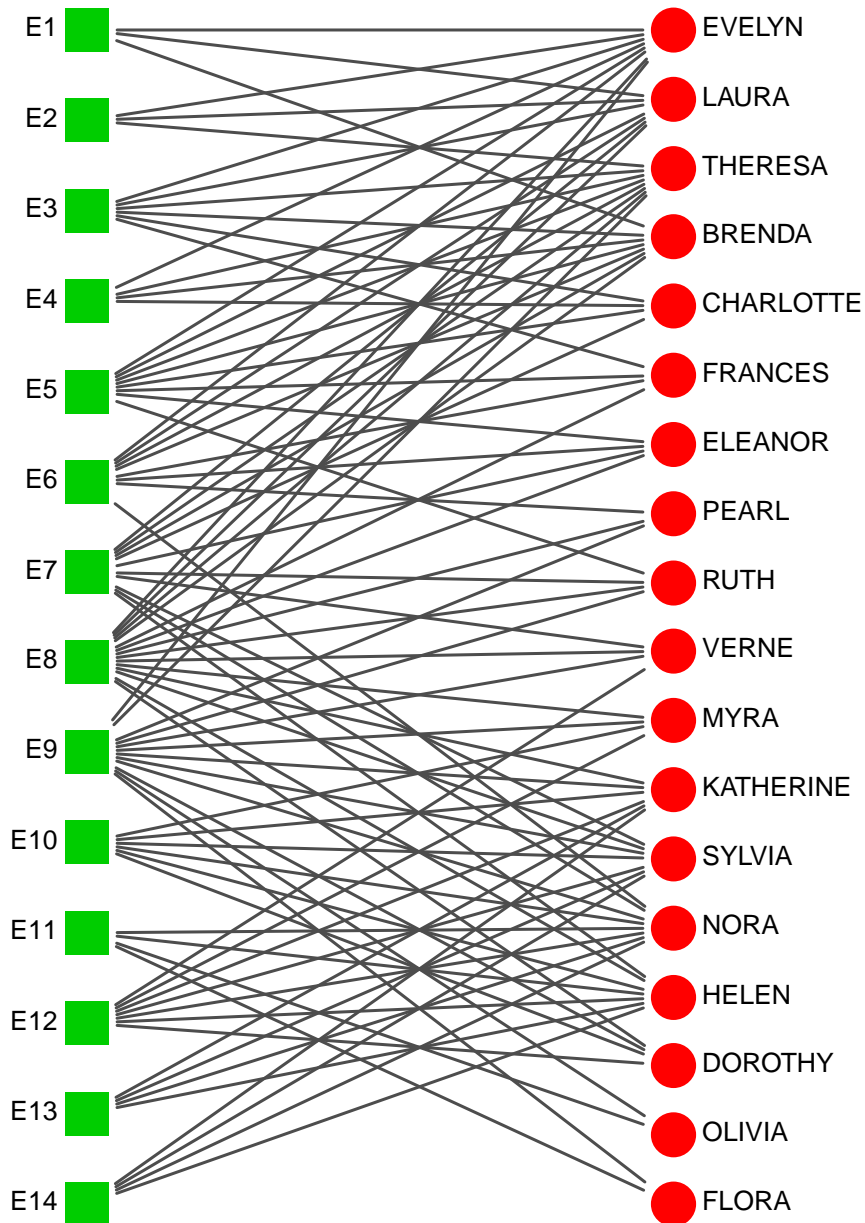 E1
EVELYN
LAURA
E2
THERESA
E3
BRENDA
E4
CHARLOTTE
FRANCES
E5
ELEANOR
E6
PEARL
E7
RUTH
E8
VERNE
MYRA
E9
KATHERINE
E10
SYLVIA
E11
NORA
HELEN
E12
DOROTHY
E13
OLIVIA
E14
FLORA